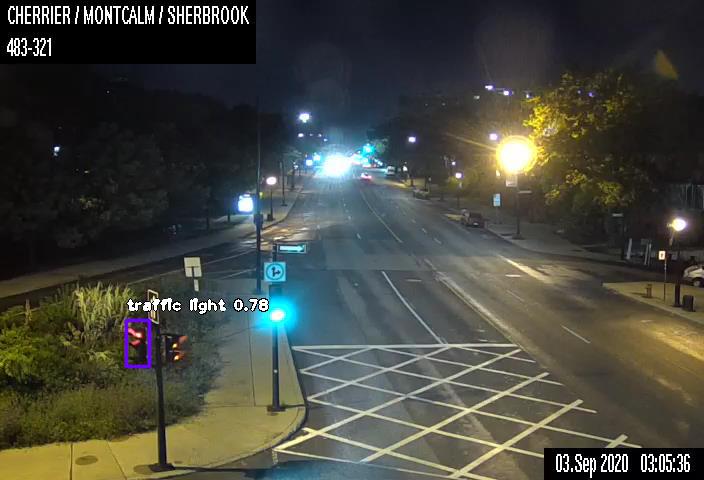 CHERRIER / MONTCALM / SHERBROOK
483-321
traffic light 0.78
03.Sep 2020 03:05:36